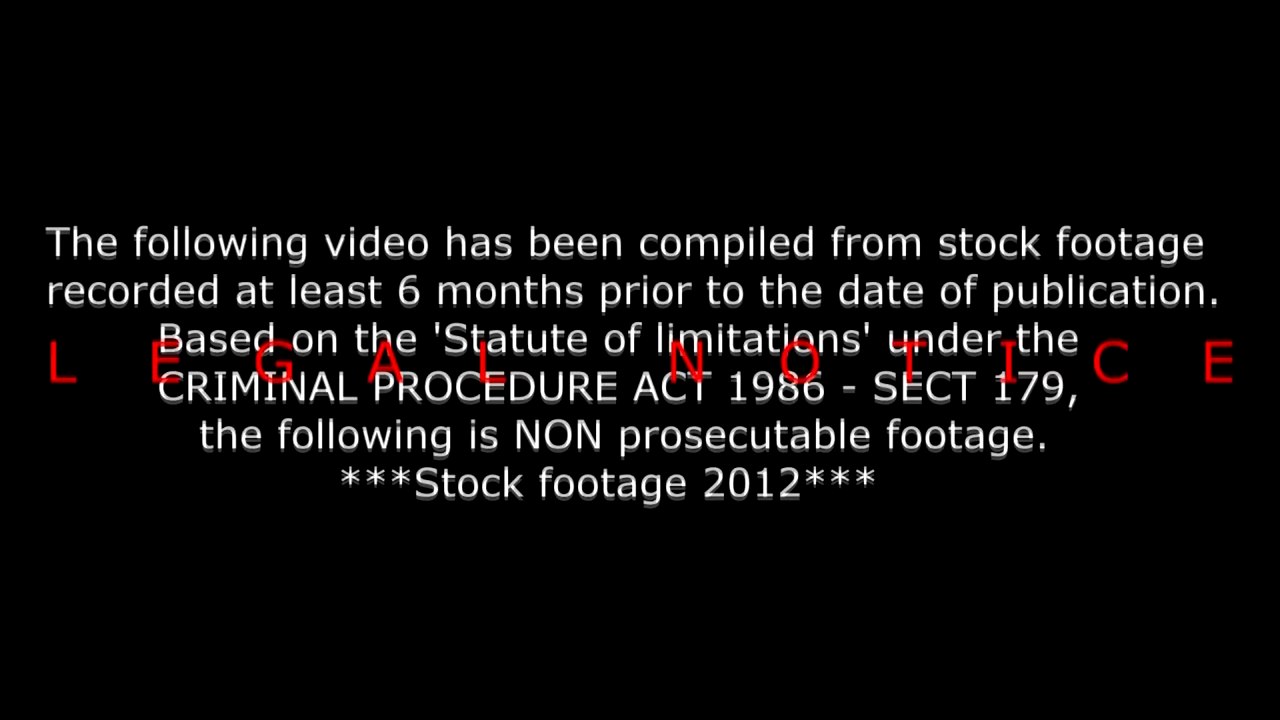 The following video has been compiled from stock footage
recorded at least 6 months prior to the date of publication.
Based on the 'Statute of limitations' under the
L E G A L N O T I C E
CRIMINAL PROCEDURE ACT 1986 - SECT 179,
the following is NON prosecutable footage.
***Stock footage 2012***